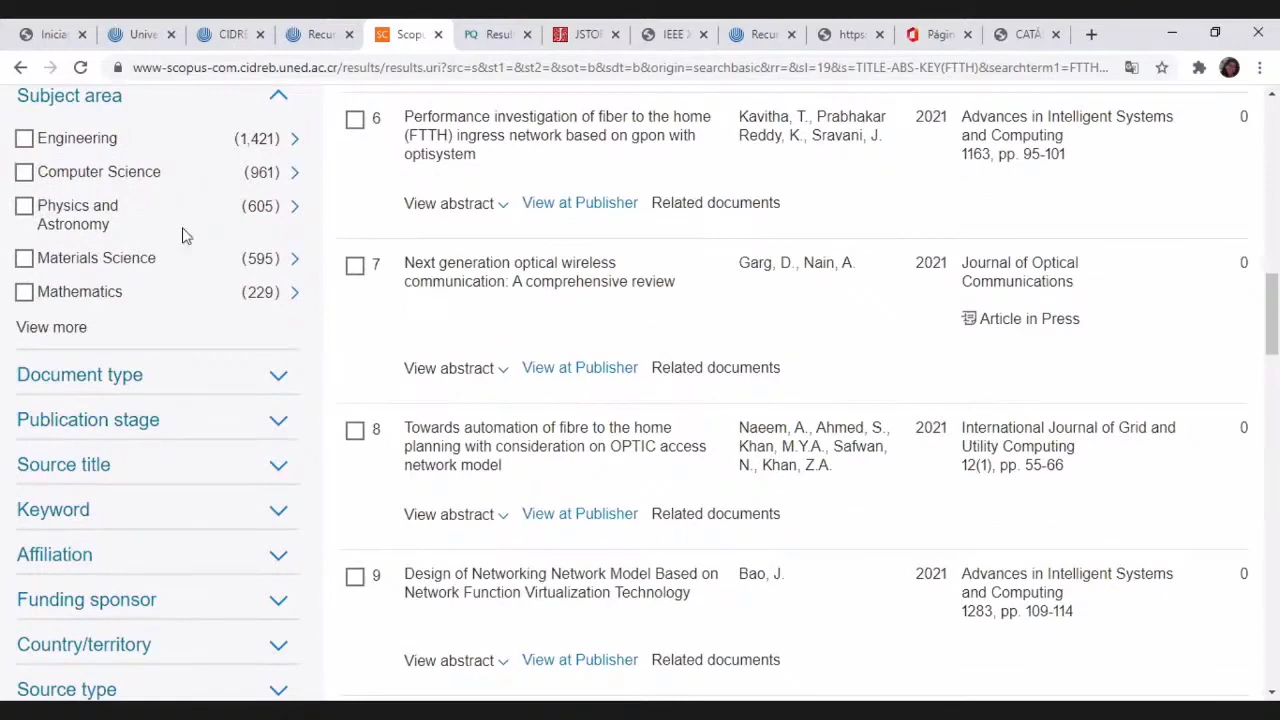 Inicia
Unive
CIDRE
Recu
SC Scop
PQ Resul
JSTO
IEEE
Recur
https
Págin
CATÁ
www-scopus-com.cidreb.uned.ac.cr/results/results.uri?src=s&st1=&st2=&sot=b&sdt=b&origin=searchbasic&rr=&sl=19&s=TITLE-ABS-KEY(FTTH)&searchterm1=FTTH...
Subject area
Engineering (1,421)
Computer Science (961)
Physics and
Astronomy (605)
Materials Science (595)
Mathematics (229)
View more
Document type
Publication stage
Source title
Keyword
Affiliation
Funding sponsor
Country/territory
Source type
6 Performance investigation of fiber to the home Kavitha, T., Prabhakar 2021 Advances in Intelligent Systems 0
(FTTH) ingress network based on gpon with Reddy, K., Sravani, J. and Computing
optisystem 1163, pp. 95-101
View abstract View at Publisher Related documents
7 Next generation optical wireless Garg, D., Nain, A. 2021 Journal of Optical 0
communication: A comprehensive review Communications
Article in Press
View abstract View at Publisher Related documents
8 Towards automation of fibre to the home Naeem, A., Ahmed, S., 2021 International Journal of Grid and 0
planning with consideration on OPTIC access Khan, M.Y.A., Safwan, Utility Computing
network model N., Khan, Z.A. 12(1), pp. 55-66
View abstract View at Publisher Related documents
9 Design of Networking Network Model Based on Bao, J. 2021 Advances in Intelligent Systems 0
Network Function Virtualization Technology and Computing
1283, pp. 109-114
View abstract View at Publisher Related documents